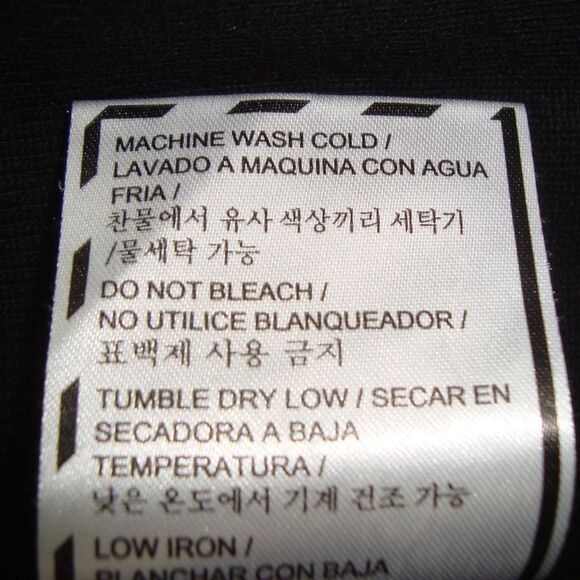 MACHINE WASH COLD /
LAVADO A MAQUINA CON AGUA
FRIA /
찬물에서 유사 색상끼리 세탁기
/물세탁 가능
DO NOT BLEACH /
NO UTILICE BLANQUEADOR /
표백제 사용 금지
TUMBLE DRY LOW / SECAR EN
SECADORA A BAJA
TEMPERATURA /
낮은 온도에서 기계 건조 가능
LOW IRON /
PLANCHAR CON BAJA